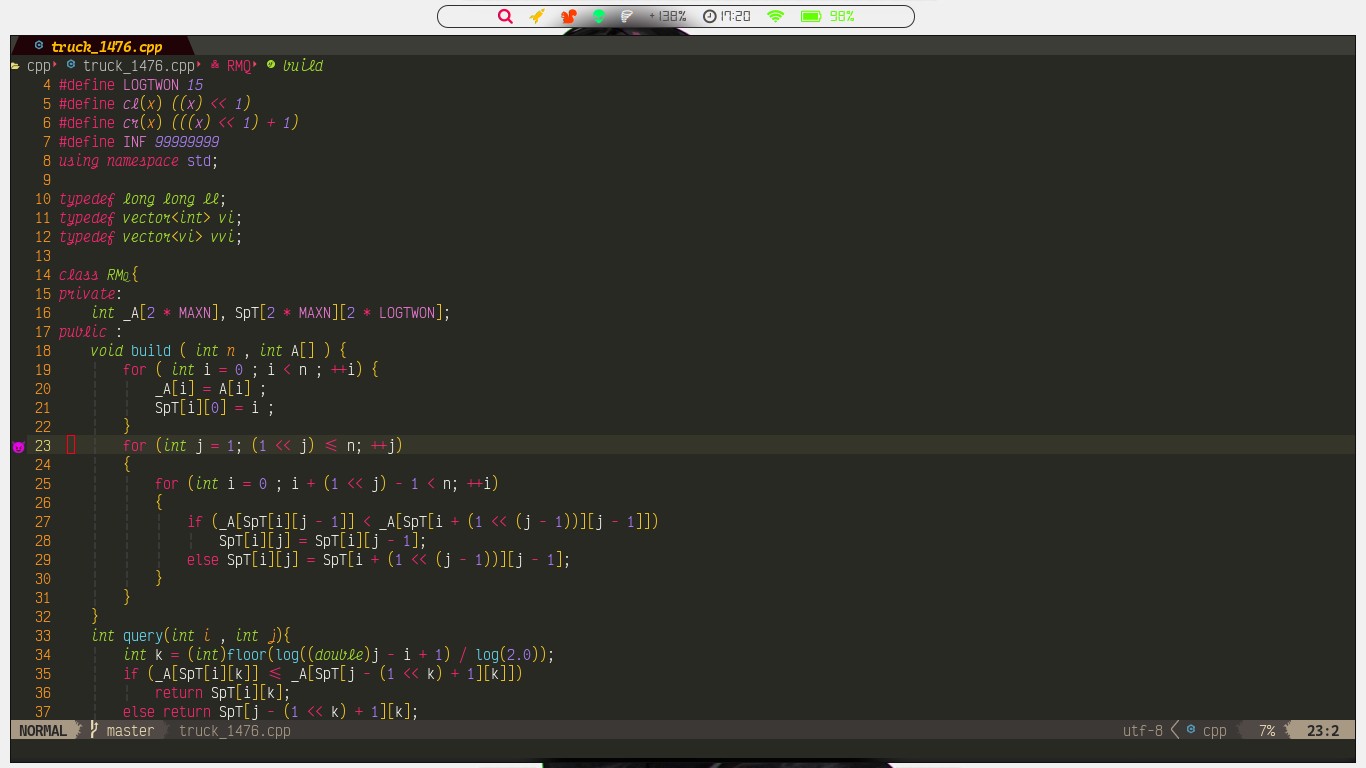 +138% 17:20 98%
truck_1476.cpp
cpp truck_1476.cpp RMQ build
4 #define LOGTWON 15
5 #define cl(x) ((x) << 1)
6 #define cr(x) (((x) << 1) + 1)
7 #define INF 99999999
8 using namespace std;
9
10 typedef long long ll;
11 typedef vector<int> vi;
12 typedef vector<vi> vvi;
13
14 class RMQ{
15 private:
16 int _A[2 * MAXN], SpT[2 * MAXN][2 * LOGTWON];
17 public :
18 void build ( int n , int A[] ) {
19 for ( int i = 0 ; i < n ; ++i) {
20 _A[i] = A[i] ;
21 SpT[i][0] = i ;
22 }
23 for (int j = 1; (1 << j) ≤ n; ++j)
24 {
25 for (int i = 0 ; i + (1 << j) - 1 < n; ++i)
26 {
27 if (_A[SpT[i][j - 1]] < _A[SpT[i + (1 << (j - 1))][j - 1]])
28 SpT[i][j] = SpT[i][j - 1];
29 else SpT[i][j] = SpT[i + (1 << (j - 1))][j - 1];
30 }
31 }
32 }
33 int query(int i , int j){
34 int k = (int)floor(log((double)j - i + 1) / log(2.0));
35 if (_A[SpT[i][k]] ≤ _A[SpT[j - (1 << k) + 1][k]])
36 return SpT[i][k];
37 else return SpT[j - (1 << k) + 1][k];
NORMAL master truck_1476.cpp utf-8 cpp 7% 23:2